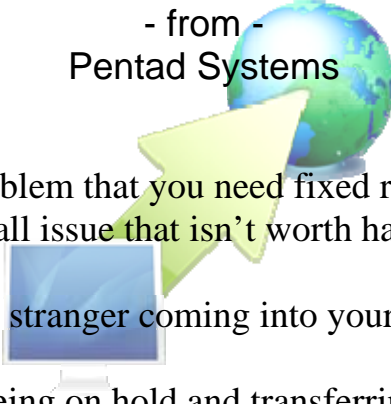 - from -
Pentad Systems
blem that you need fixed r
all issue that isn't worth ha
stranger coming into your
eing on hold and transferrin